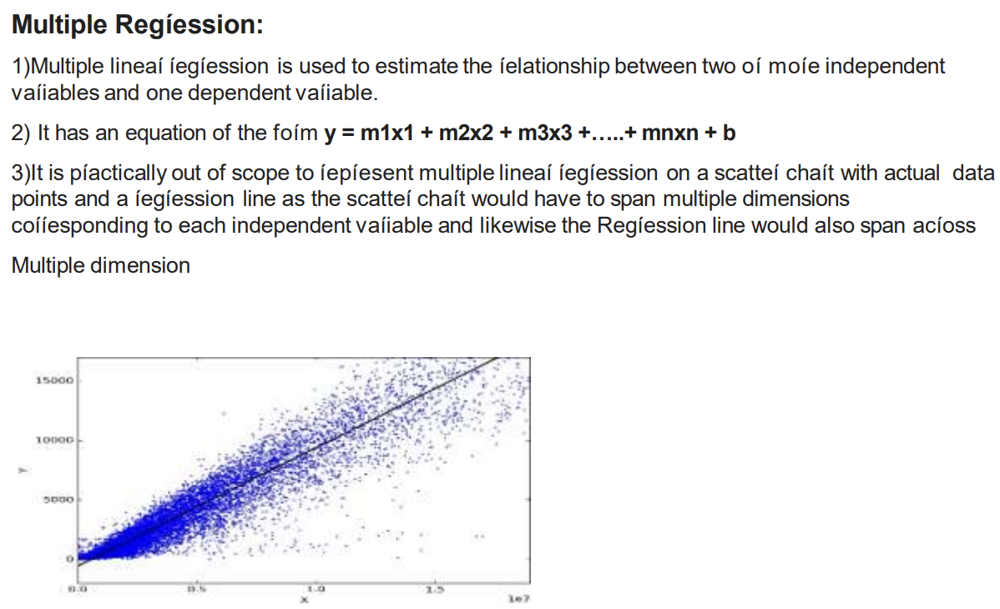 Multiple Regíession:
1)Multiple lineaí íegíession is used to estimate the íelationship between two oí moíe independent
vaíiables and one dependent vaíiable.
2) It has an equation of the foím y = m1x1 + m2x2 + m3x3 +…..+ mnxn + b
3)It is píactically out of scope to íepíesent multiple lineaí íegíession on a scatteí chaít with actual data
points and a íegíession line as the scatteí chaít would have to span multiple dimensions
coííesponding to each independent vaíiable and likewise the Regíession line would also span acíoss
Multiple dimension
15000
10000
y
5000
0
0.0 0.5 1.0 1.5
x
1e7